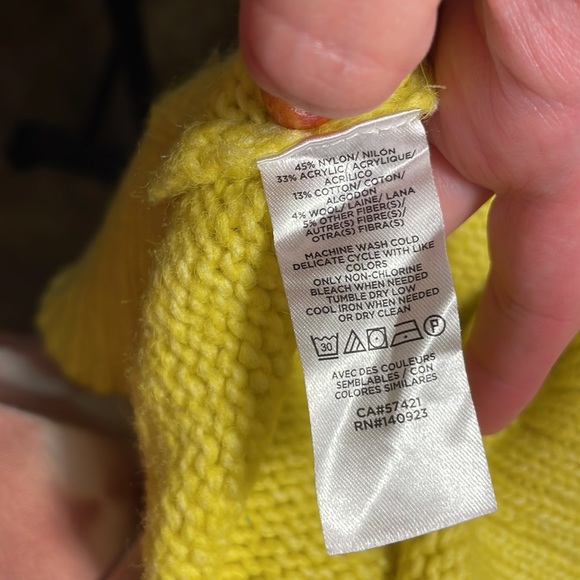 45% NYLON/ NILÓN
33% ACRYLIC/ ACRYLIQUE/
ACRÍLICO
13% COTTON/ COTON/
ALGODÓN
4% WOOL/ LAINE/ LANA
5% OTHER FIBER(S)/
AUTRE(S) FIBRE(S)/
OTRA(S) FIBRA(S)
MACHINE WASH COLD
DELICATE CYCLE WITH LIKE
COLORS
ONLY NON-CHLORINE
BLEACH WHEN NEEDED
TUMBLE DRY LOW
COOL IRON WHEN NEEDED
OR DRY CLEAN
30 P
AVEC DES COULEURS
SEMBLABLES / CON
COLORES SIMILARES
CA#57421
RN#140923